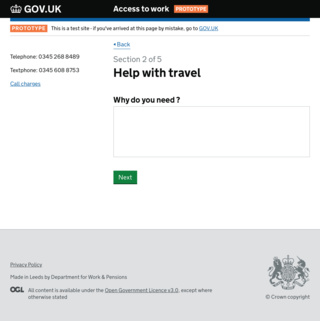 GOV.UK Access to work PROTOTYPE
PROTOTYPE This is a test site - if you've arrived at this page by mistake, go to GOV.UK
Back
Telephone: 0345 268 8489
Textphone: 0345 608 8753
Call charges
Section 2 of 5
Help with travel
*Why do you need ?
Next
Privacy Policy
Made in Leeds by Department for Work & Pensions
OGL All content is available under the Open Government Licence v3.0, except where
otherwise stated
© Crown copyright